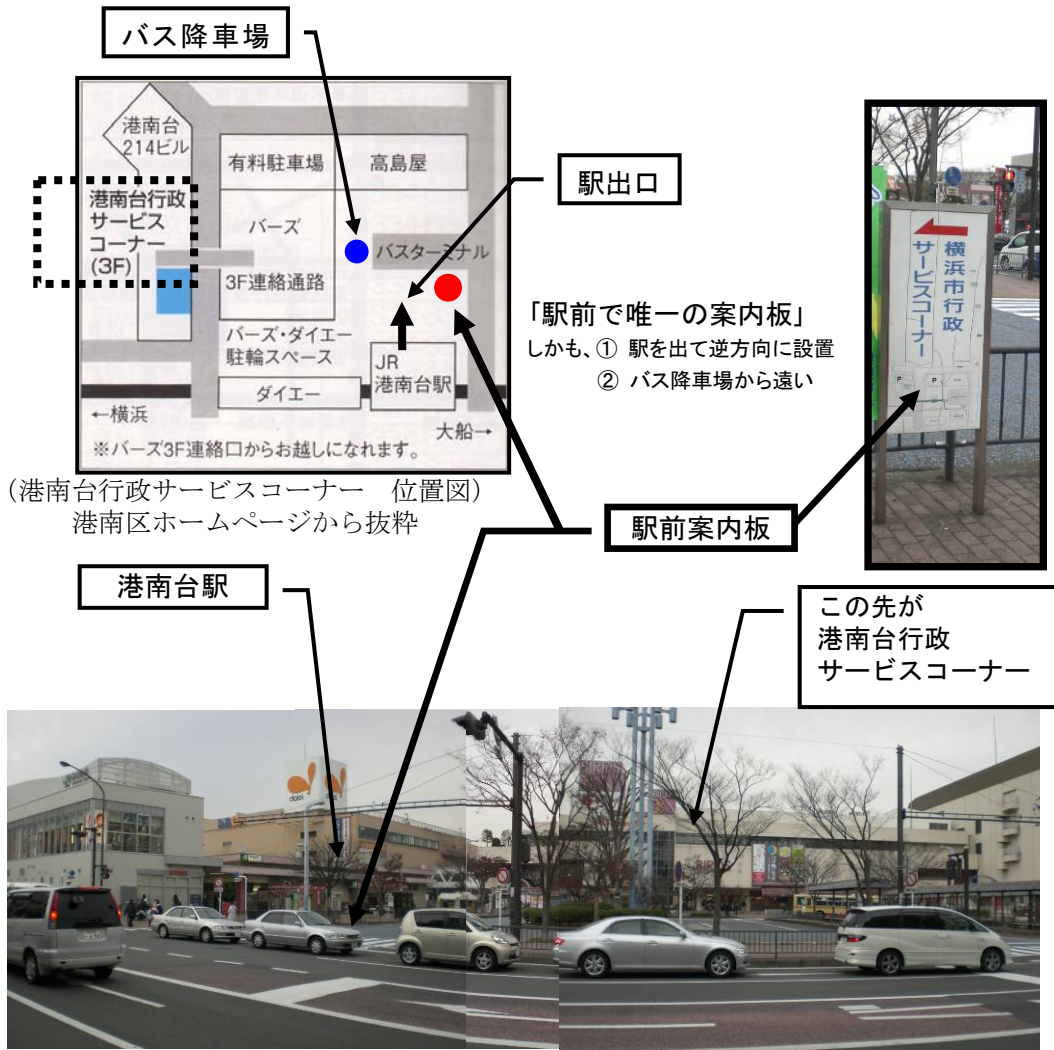 バス降車場
港南台
214ビル
有料駐車場
高島屋
駅出口
港南台行政
サービス
コーナー
(3F)
バーズ
バスターミナル
3F連絡通路
バーズ・ダイエー
駐輪スペース
JR
港南台駅
ダイエー
←横浜
大船→
※バーズ3F連絡口からお越しになれます。
(港南台行政サービスコーナー 位置図)
港南区ホームページから抜粋
「駅前で唯一の案内板」
しかも、① 駅を出て逆方向に設置
② バス降車場から遠い
横浜市行政
サービスコーナー
P
P
駅前案内板
港南台駅
この先が
港南台行政
サービスコーナー